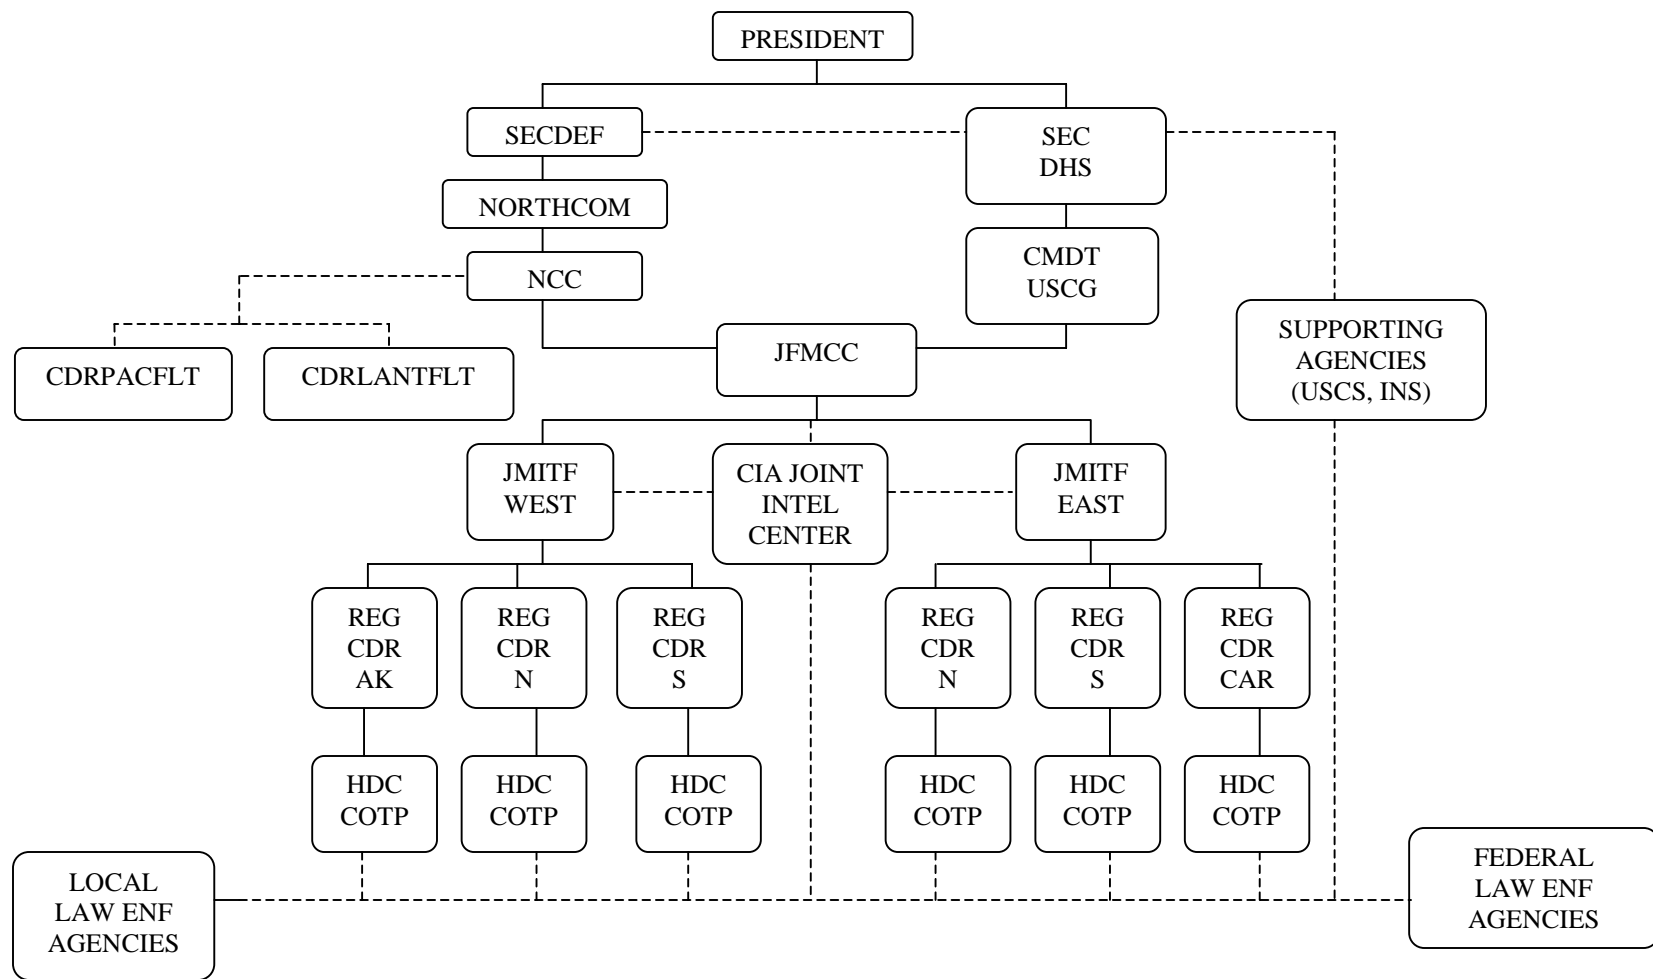 PRESIDENT
SECDEF
SEC
DHS
NORTHCOM
CMDT
USCG
NCC
SUPPORTING
AGENCIES
(USCS, INS)
CDRPACFLT
CDRLANTFLT
JFMCC
JMITF
WEST
CIA JOINT
INTEL
CENTER
JMITF
EAST
REG
CDR
AK
REG
CDR
N
REG
CDR
S
REG
CDR
N
REG
CDR
S
REG
CDR
CAR
HDC
COTP
HDC
COTP
HDC
COTP
HDC
COTP
HDC
COTP
HDC
COTP
LOCAL
LAW ENF
AGENCIES
FEDERAL
LAW ENF
AGENCIES